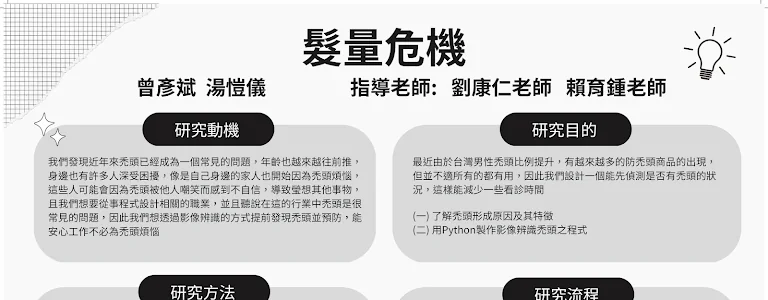 髮量危機
曾彥斌 湯愷儀
指導老師: 劉康仁老師 賴育鍾老師
研究動機
我們發現近年來禿頭已經成為一個常見的問題，年齡也越來越往前推，
身邊也有許多人深受困擾，像是自己身邊的家人也開始因為禿頭煩惱，
這些人可能會因為禿頭被他人嘲笑而感到不自信，導致瑩想其他事物，
且我們想要從事程式設計相關的職業，並且聽說在這的行業中禿頭是很
常見的問題，因此我們想透過影像辨識的方式提前發現禿頭並預防，能
安心工作不必為禿頭煩惱
研究目的
最近由於台灣男性禿頭比例提升，有越來越多的防禿頭商品的出現，
但並不適所有的都有用，因此我們設計一個能先偵測是否有禿頭的狀
況，這樣能減少一些看診時間
(一) 了解禿頭形成原因及其特徵
(二) 用Python製作影像辨識禿頭之程式
研究方法
研究流程